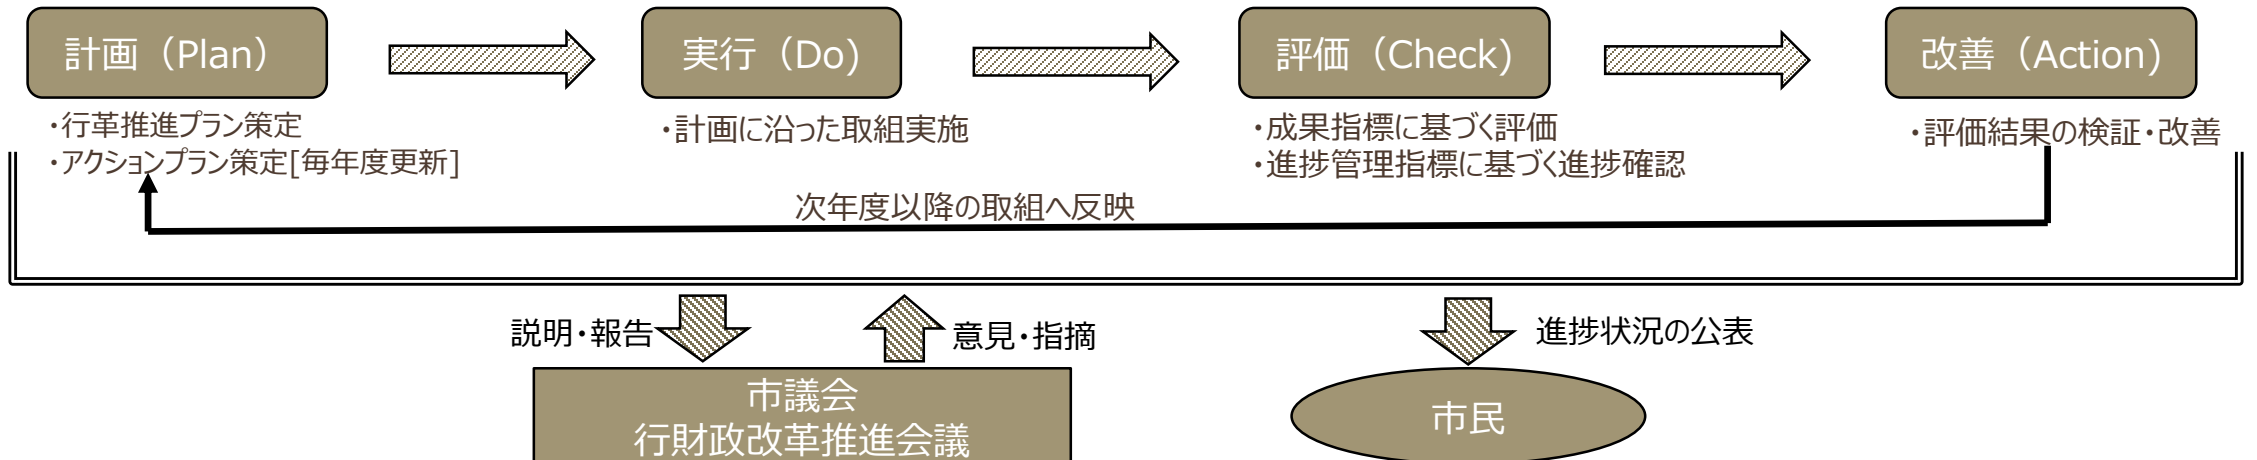 計画（Plan）
実行（Do)
評価（Check)
改善（Action)
・行革推進プラン策定
・アクションプラン策定[毎年度更新]
・計画に沿った取組実施
・成果指標に基づく評価
・進捗管理指標に基づく進捗確認
・評価結果の検証・改善
次年度以降の取組へ反映
説明・報告
意見・指摘
進捗状況の公表
市議会
行財政改革推進会議
市民